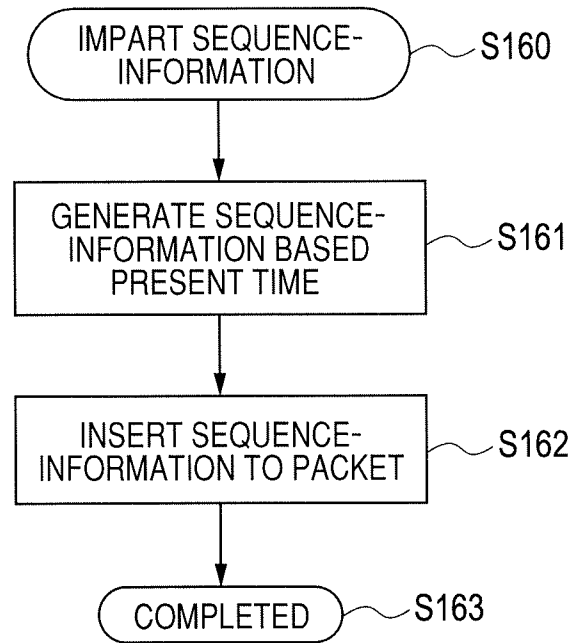 IMPART SEQUENCE-
INFORMATION
S160
GENERATE SEQUENCE-
INFORMATION BASED
PRESENT TIME
S161
INSERT SEQUENCE-
INFORMATION TO PACKET
S162
COMPLETED
S163